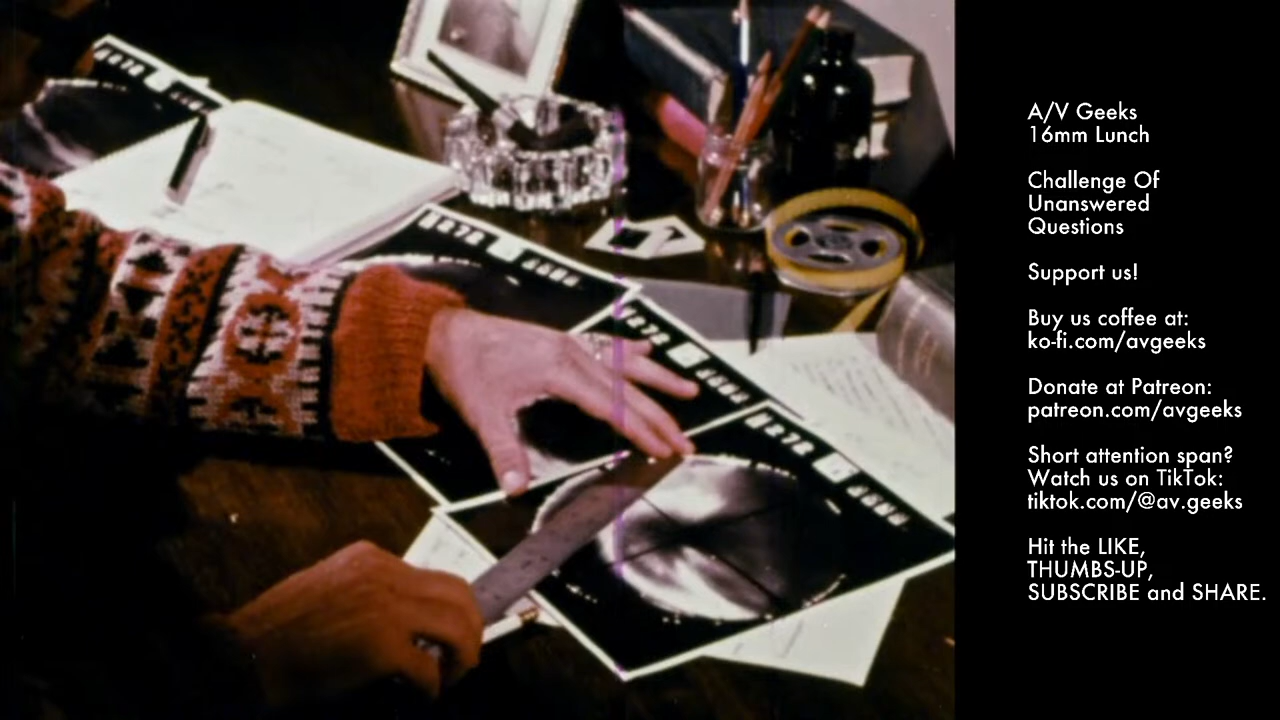 A/V Geeks
16mm Lunch
Challenge Of
Unanswered
Questions
Support us!
Buy us coffee at:
ko-fi.com/avgeeks
Donate at Patreon:
patreon.com/avgeeks
Short attention span?
Watch us on TikTok:
tiktok.com/@av.geeks
Hit the LIKE,
THUMBS-UP,
SUBSCRIBE and SHARE.